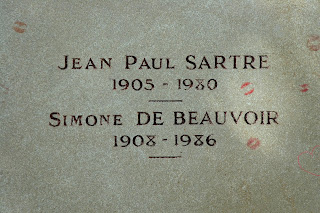 JEAN PAUL SARTRE
1905 - 1980
SIMONE DE BEAUVOIR
1908 - 1986